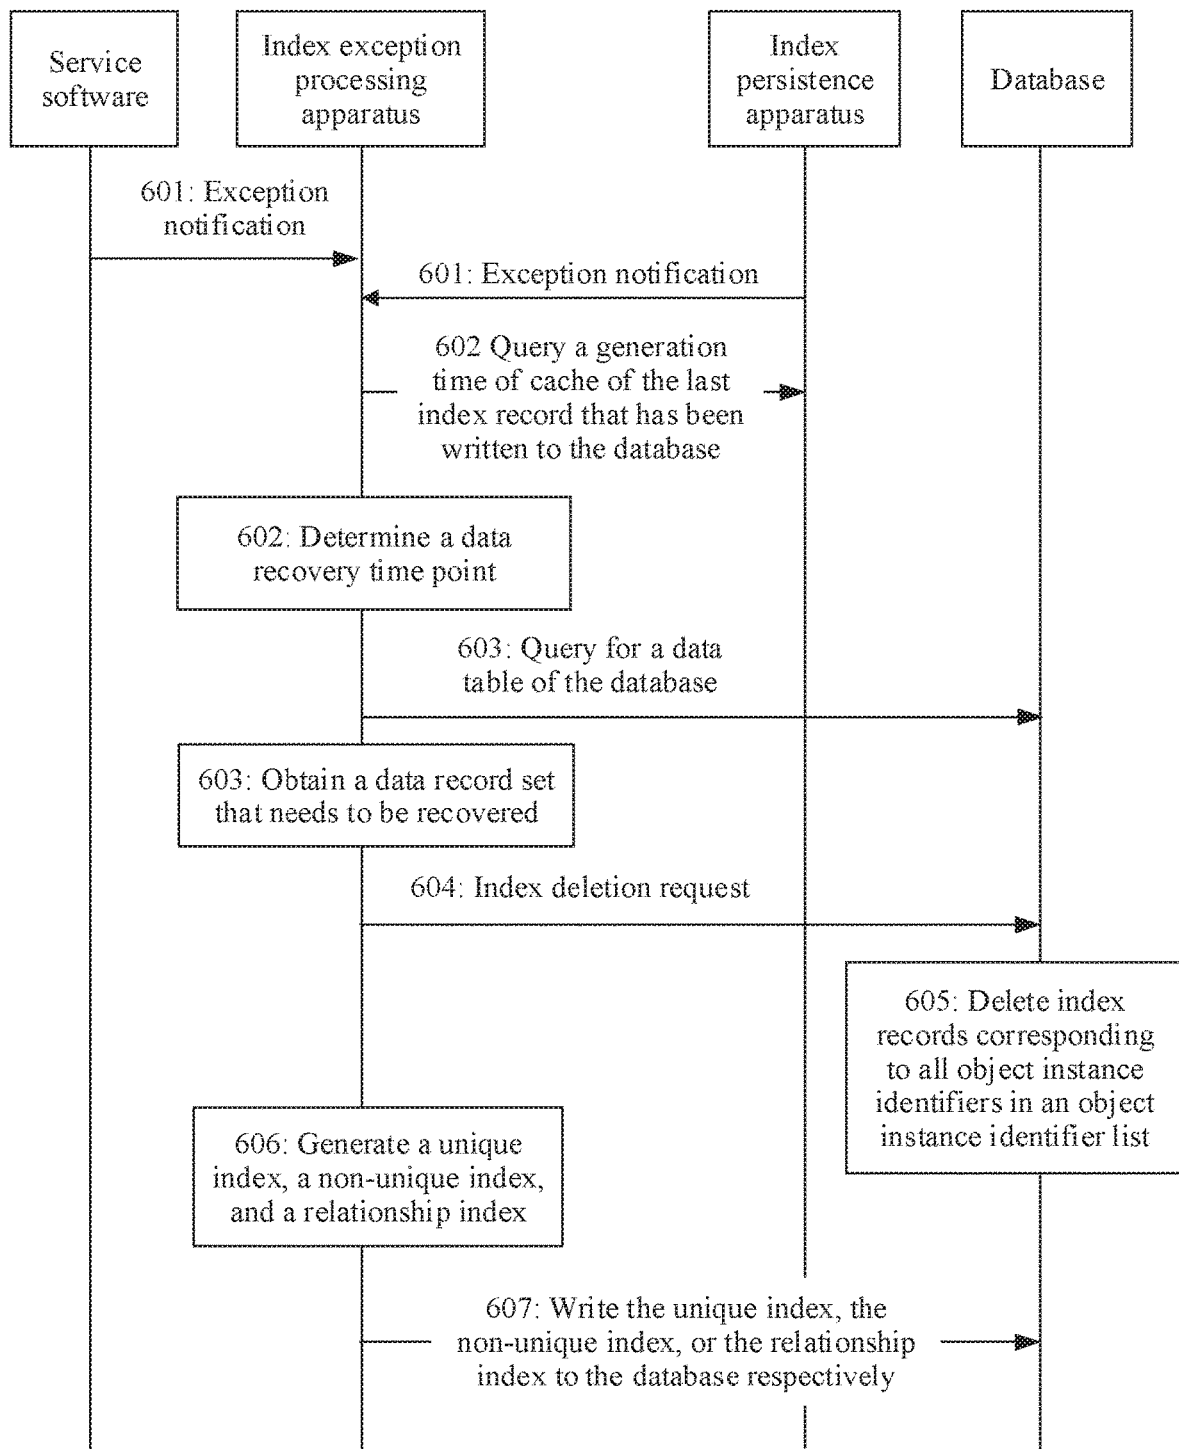 Service
software
Index exception
processing
apparatus
Index
persistence
apparatus
Database
601: Exception
notification
601: Exception notification
602 Query a generation
time of cache of the last
index record that has been
written to the database
602: Determine a data
recovery time point
603: Query for a data
table of the database
603: Obtain a data record set
that needs to be recovered
604: Index deletion request
605: Delete index
records corresponding
to all object instance
identifiers in an object
instance identifier list
606: Generate a unique
index, a non-unique index,
and a relationship index
607: Write the unique index, the
non-unique index, or the relationship
index to the database respectively